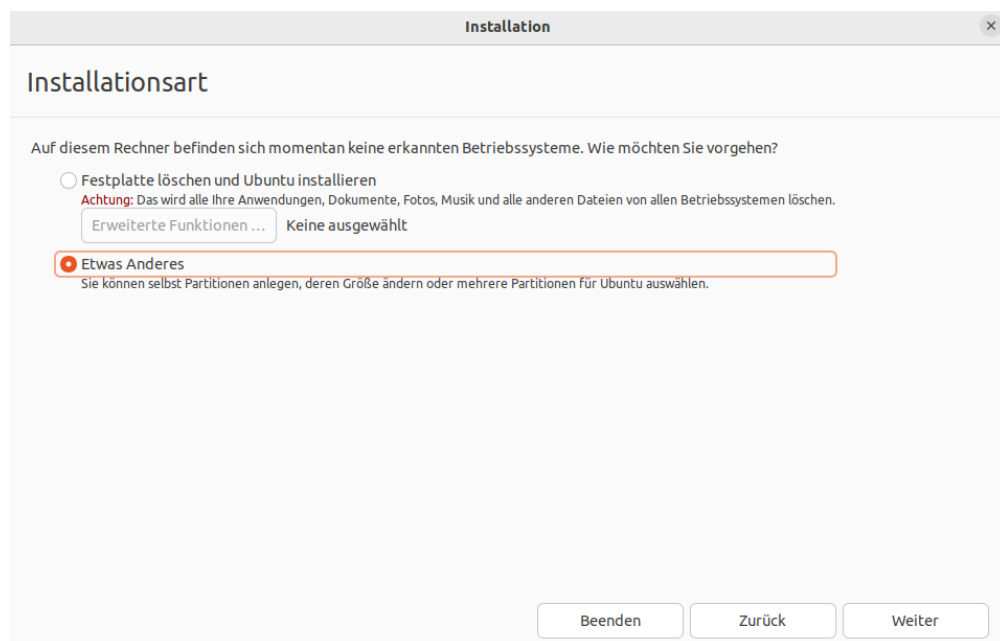 Installation
Installationsart
Auf diesem Rechner befinden sich momentan keine erkannten Betriebssysteme. Wie möchten Sie vorgehen?
Festplatte löschen und Ubuntu installieren
Achtung: Das wird alle Ihre Anwendungen, Dokumente, Fotos, Musik und alle anderen Dateien von allen Betriebssystemen löschen.
Erweiterte Funktionen ... Keine ausgewählt
Etwas Anderes
Sie können selbst Partitionen anlegen, deren Größe ändern oder mehrere Partitionen für Ubuntu auswählen.
Beenden Zurück Weiter